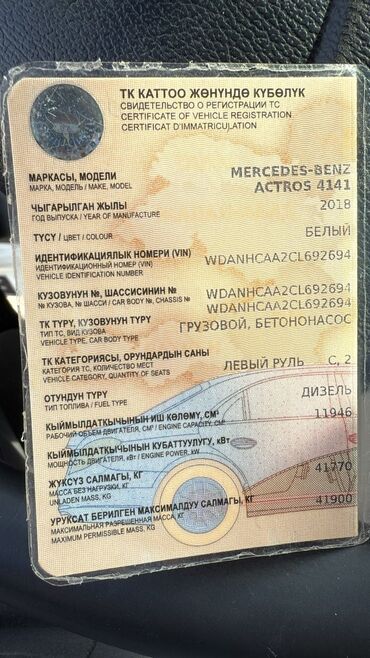 ТК КАТТОО ЖӨНҮНДӨ КҮБӨЛҮК
СВИДЕТЕЛЬСТВО О РЕГИСТРАЦИИ ТС
CERTIFICATE OF VEHICLE REGISTRATION
CERTIFICAT D'IMMATRICULATION
МАРКАСЫ, МОДЕЛИ
МАРКА, МОДЕЛЬ / MAKE, MODEL
MERCEDES-BENZ
ACTROS 4141
ЧЫГАРЫЛГАН ЖЫЛЫ
ГОД ВЫПУСКА / YEAR OF MANUFACTURE
2018
ТҮСҮ / ЦВЕТ / COLOUR
БЕЛЫЙ
ИДЕНТИФИКАЦИЯЛЫК НОМЕРИ (VIN)
ИДЕНТИФИКАЦИОННЫЙ НОМЕР (VIN)
VEHICLE IDENTIFICATION NUMBER
WDANHCAA2CL692694
КУЗОВУНУН №, ШАССИСИНИН №
№ КУЗОВА, № ШАССИ / CAR BODY №, CHASSIS №
WDANHCAA2CL692694
WDANHCAA2CL692694
ТК ТҮРҮ, КУЗОВУНУН ТҮРҮ
ТИП ТС, ВИД КУЗОВА
VEHICLE TYPE, CAR BODY TYPE
ГРУЗОВОЙ, БЕТОНОНАСОС
ТК КАТЕГОРИЯСЫ, ОРУНДАРДЫН САНЫ
КАТЕГОРИЯ ТС, КОЛИЧЕСТВО МЕСТ
VEHICLE CATEGORY, QUANTITY OF SEATS
ЛЕВЫЙ РУЛЬ C, 2
ОТУНДУН ТҮРҮ
ТИП ТОПЛИВА / FUEL TYPE
ДИЗЕЛЬ
КЫЙМЫЛДАТКЫЧЫНЫН ИШ КӨЛӨМҮ, СМ³
РАБОЧИЙ ОБЪЕМ ДВИГАТЕЛЯ, СМ³ / ENGINE CAPACITY, CM³
11946
КЫЙМЫЛДАТКЫЧЫНЫН КУБАТТУУЛУГУ, кВт
МОЩНОСТЬ ДВИГАТЕЛЯ, кВт / ENGINE POWER, kW
ЖҮКСҮЗ САЛМАГЫ, КГ
МАССА БЕЗ НАГРУЗКИ, КГ
UNLADEN MASS, KG
41770
УРУКСАТ БЕРИЛГЕН МАКСИМАЛДУУ САЛМАГЫ, КГ
МАКСИМАЛЬНАЯ РАЗРЕШЕННАЯ МАССА, КГ
MAXIMUM PERMISSIBLE MASS, KG
41900